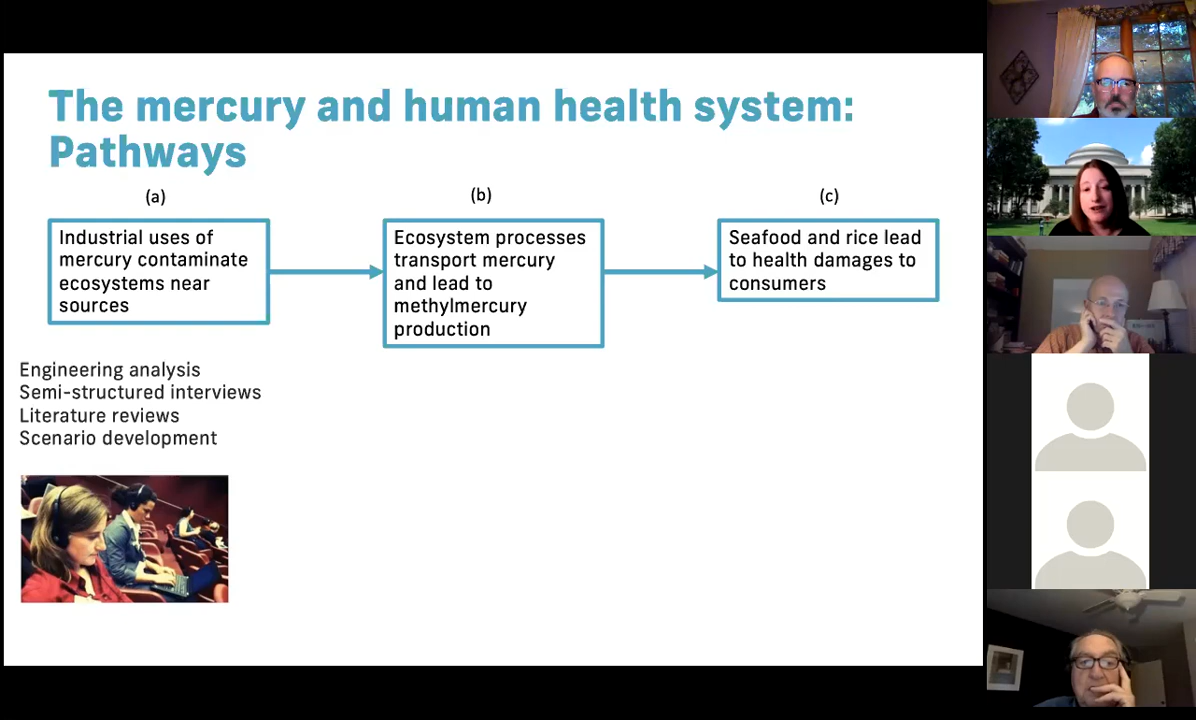 The mercury and human health system:
Pathways
(a)
(b)
(c)
Industrial uses of
mercury contaminate
ecosystems near
sources
Ecosystem processes
transport mercury
and lead to
methylmercury
production
Seafood and rice lead
to health damages to
consumers
Engineering analysis
Semi-structured interviews
Literature reviews
Scenario development